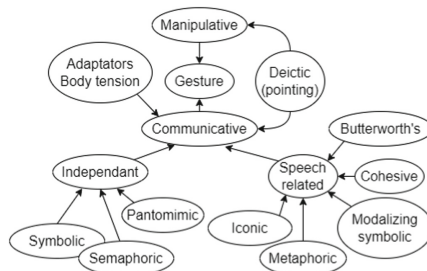 Manipulative
Adaptators
Body tension
Gesture
Deictic
(pointing)
Communicative
Butterworth's
Independant
Speech
related
Cohesive
Pantomimic
Iconic
Modalizing
symbolic
Symbolic
Semaphoric
Metaphoric